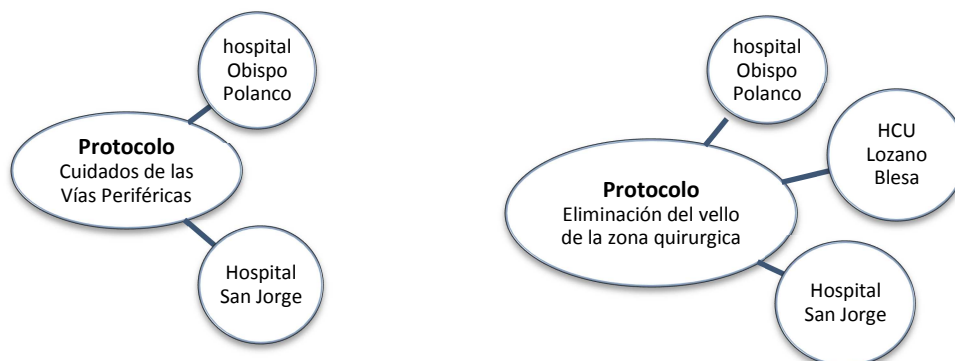 hospital
Obispo
Polanco
Protocolo
Cuidados de las
Vías Periféricas
Hospital
San Jorge
hospital
Obispo
Polanco
HCU
Lozano
Blesa
Protocolo
Eliminación del vello
de la zona quirurgica
Hospital
San Jorge